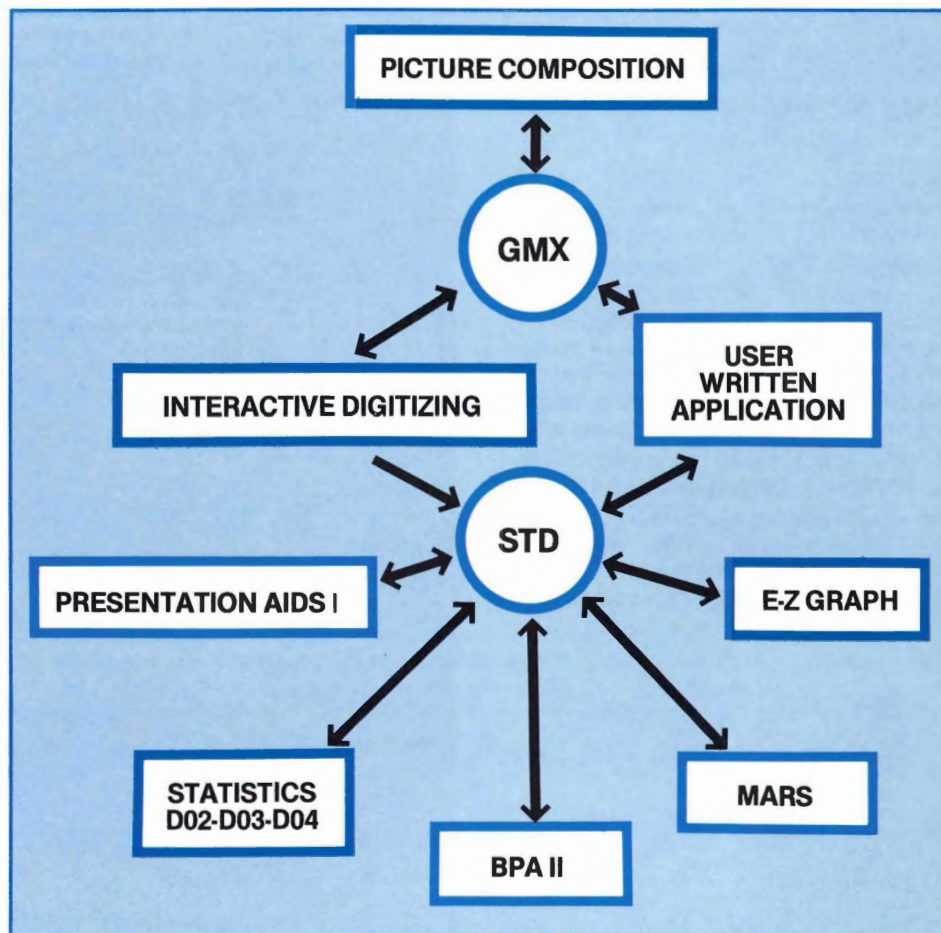 PICTURE COMPOSITION
GMX
INTERACTIVE DIGITIZING
USER
WRITTEN
APPLICATION
STD
PRESENTATION AIDS I
E-Z GRAPH
STATISTICS
D02-D03-D04
BPA II
MARS